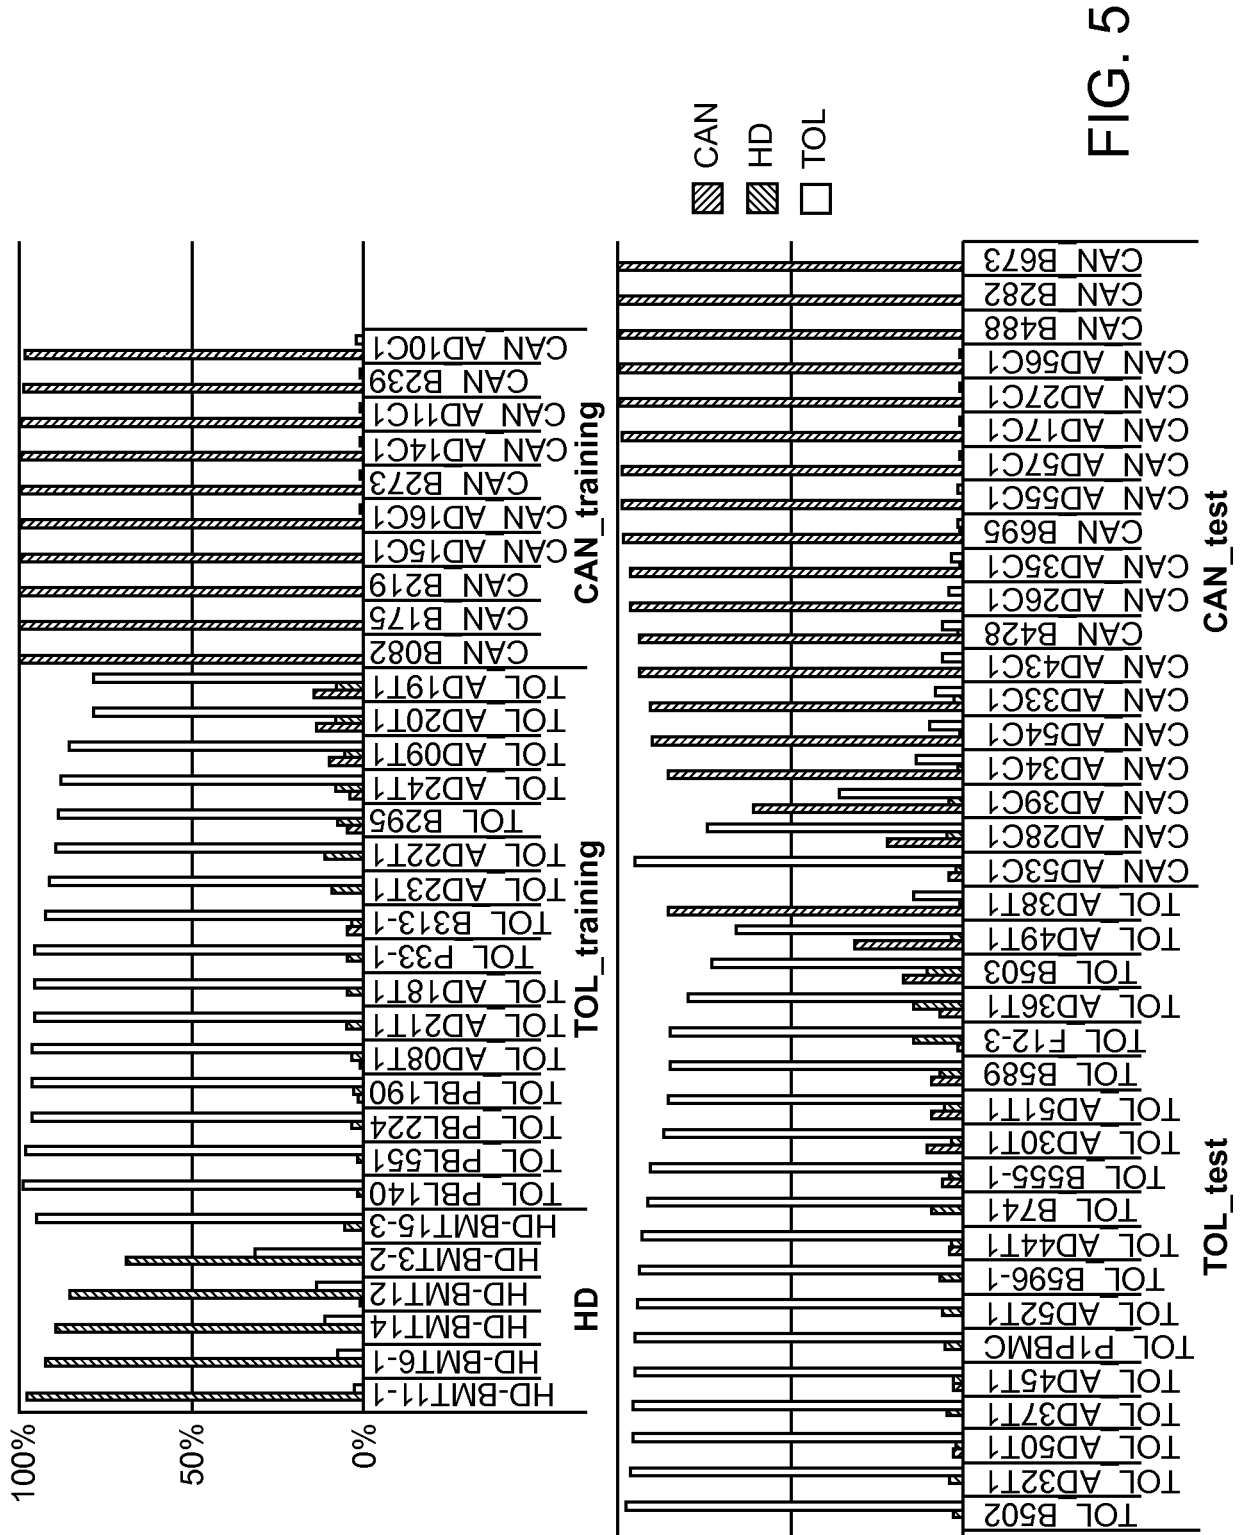 100%
50%
0%
HD-BMT11-1
HD-BMT6-1
HD-BMT14
HD-BMT12
HD-BMT3-2
HD-BMT15-3
TOL_PBL140
TOL_PBL551
TOL_PBL224
TOL_PBL190
TOL_AD08T1
TOL_AD21T1
TOL_AD18T1
TOL_P33-1
TOL_B313-1
TOL_AD23T1
TOL_AD22T1
TOL_B295
TOL_AD24T1
TOL_AD09T1
TOL_AD20T1
TOL_AD19T1
CAN_B082
CAN_B175
CAN_B219
CAN_AD15C1
CAN_AD16C1
CAN_B273
CAN_AD14C1
CAN_AD11C1
CAN_B239
CAN_AD10C1
HD
TOL_training
CAN_training
TOL_B502
TOL_AD32T1
TOL_AD50T1
TOL_AD37T1
TOL_AD45T1
TOL_P1PBMC
TOL_AD52T1
TOL_B596-1
TOL_AD44T1
TOL_B741
TOL_B555-1
TOL_AD30T1
TOL_AD51T1
TOL_B589
TOL_F12-3
TOL_AD36T1
TOL_B503
TOL_AD49T1
TOL_AD38T1
CAN_AD53C1
CAN_AD28C1
CAN_AD39C1
CAN_AD34C1
CAN_AD54C1
CAN_AD33C1
CAN_AD43C1
CAN_B428
CAN_AD26C1
CAN_AD35C1
CAN_B695
CAN_AD55C1
CAN_AD57C1
CAN_AD17C1
CAN_AD27C1
CAN_AD56C1
CAN_B488
CAN_B282
CAN_B673
TOL_test
CAN_test
CAN
HD
TOL
FIG. 5